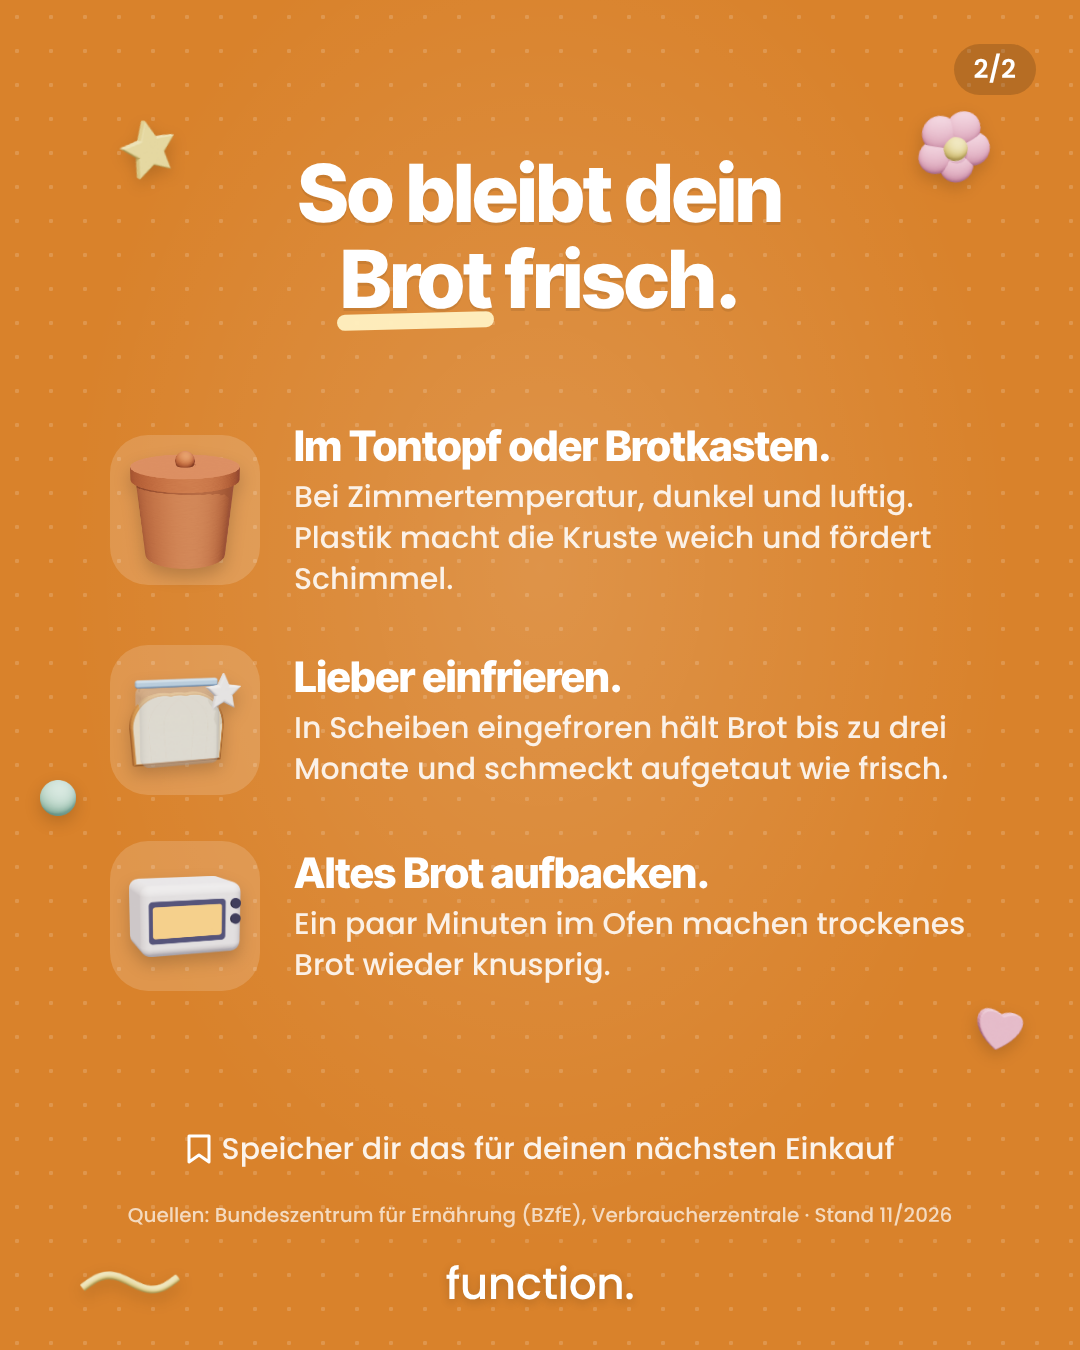 2/2
So bleibt dein
Brot frisch.
Im Tontopf oder Brotkasten.
Bei Zimmertemperatur, dunkel und luftig.
Plastik macht die Kruste weich und fördert
Schimmel.
Lieber einfrieren.
In Scheiben eingefroren hält Brot bis zu drei
Monate und schmeckt aufgetaut wie frisch.
Altes Brot aufbacken.
Ein paar Minuten im Ofen machen trockenes
Brot wieder knusprig.
Speicher dir das für deinen nächsten Einkauf
Quellen: Bundeszentrum für Ernährung (BZfE), Verbraucherzentrale · Stand 11/2026
function.